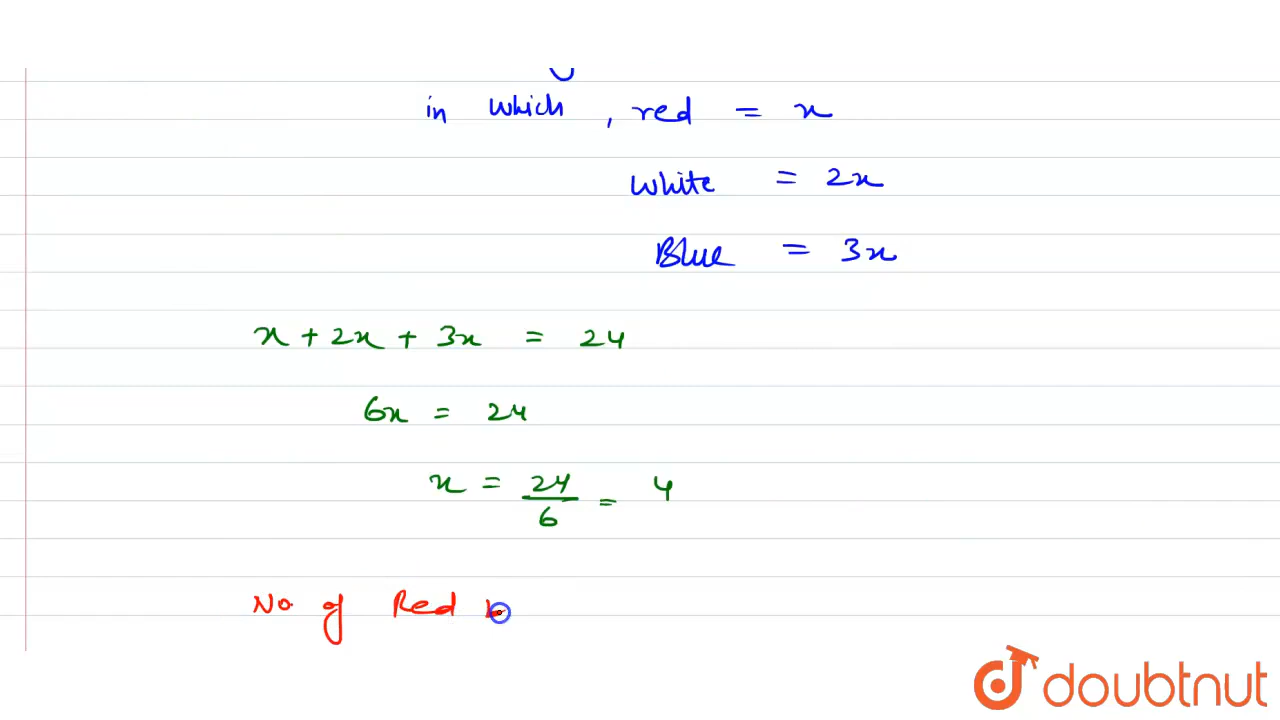 in which, red = x
White = 2x
Blue = 3x
x + 2x + 3x = 24
6x = 24
x = 24/6 = 4
No. of Red
doubtnut